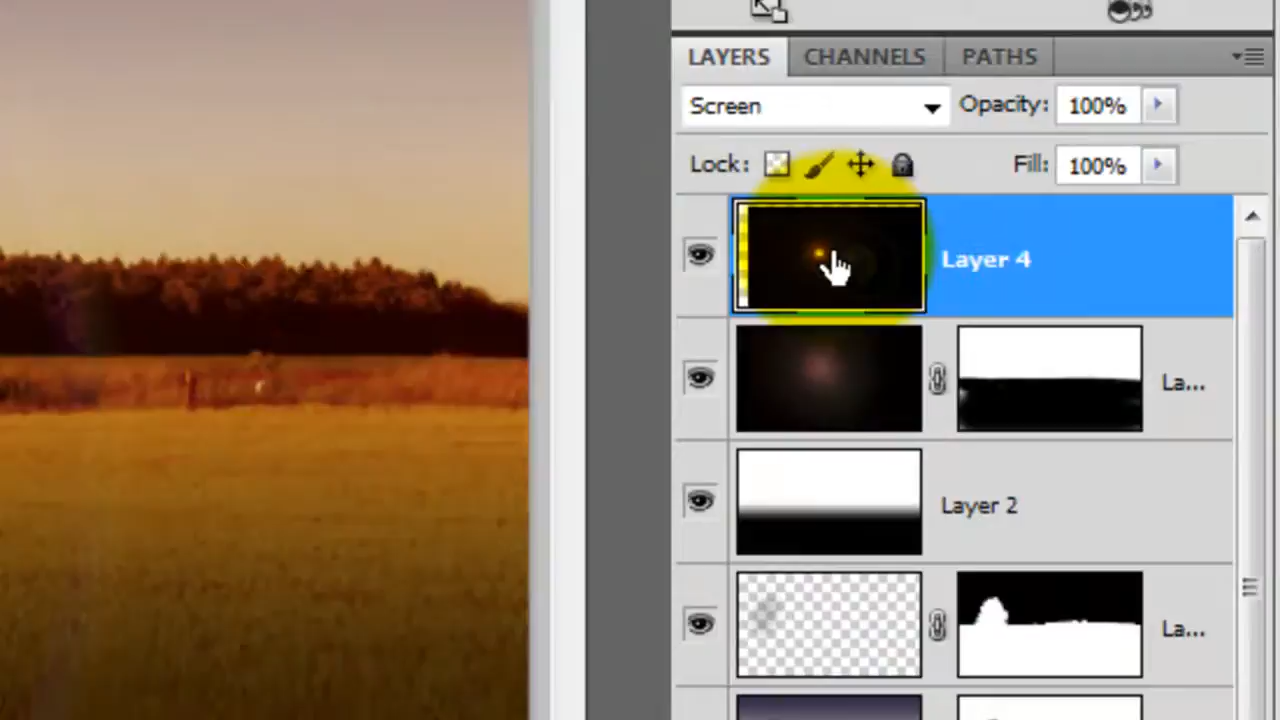 LAYERS CHANNELS PATHS
Screen Opacity: 100%
Lock: Fill: 100%
Layer 4
La...
Layer 2
La...